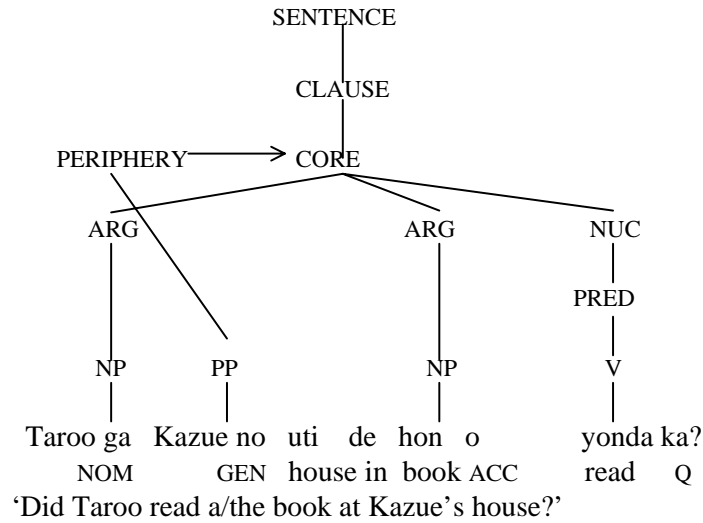 SENTENCE
CLAUSE
PERIPHERY CORE
ARG ARG NUC
PRED
NP PP NP V
Taroo ga Kazue no uti de hon o yonda ka?
NOM GEN house in book ACC read Q
‘Did Taroo read a/the book at Kazue’s house?’